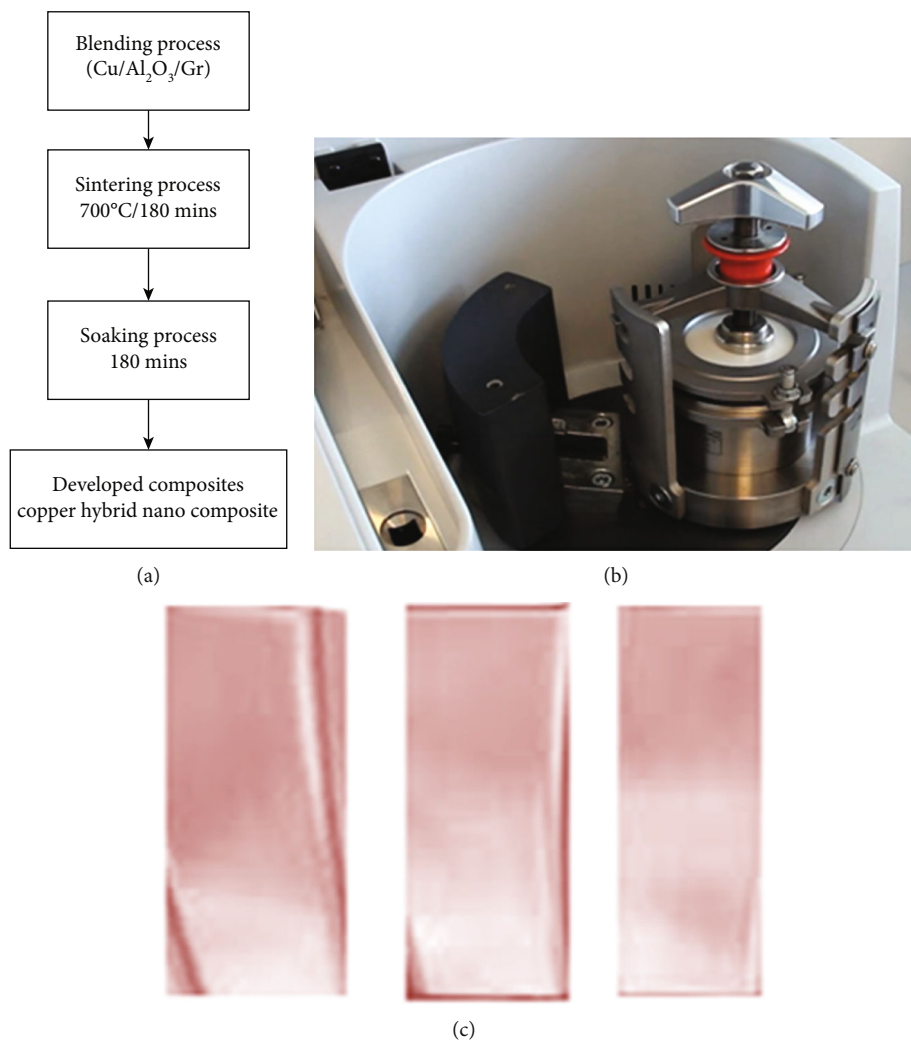 Blending process
(Cu/Al₂O₃/Gr)
Sintering process
700°C/180 mins
Soaking process
180 mins
Developed composites
copper hybrid nano composite
(a)
(b)
(c)